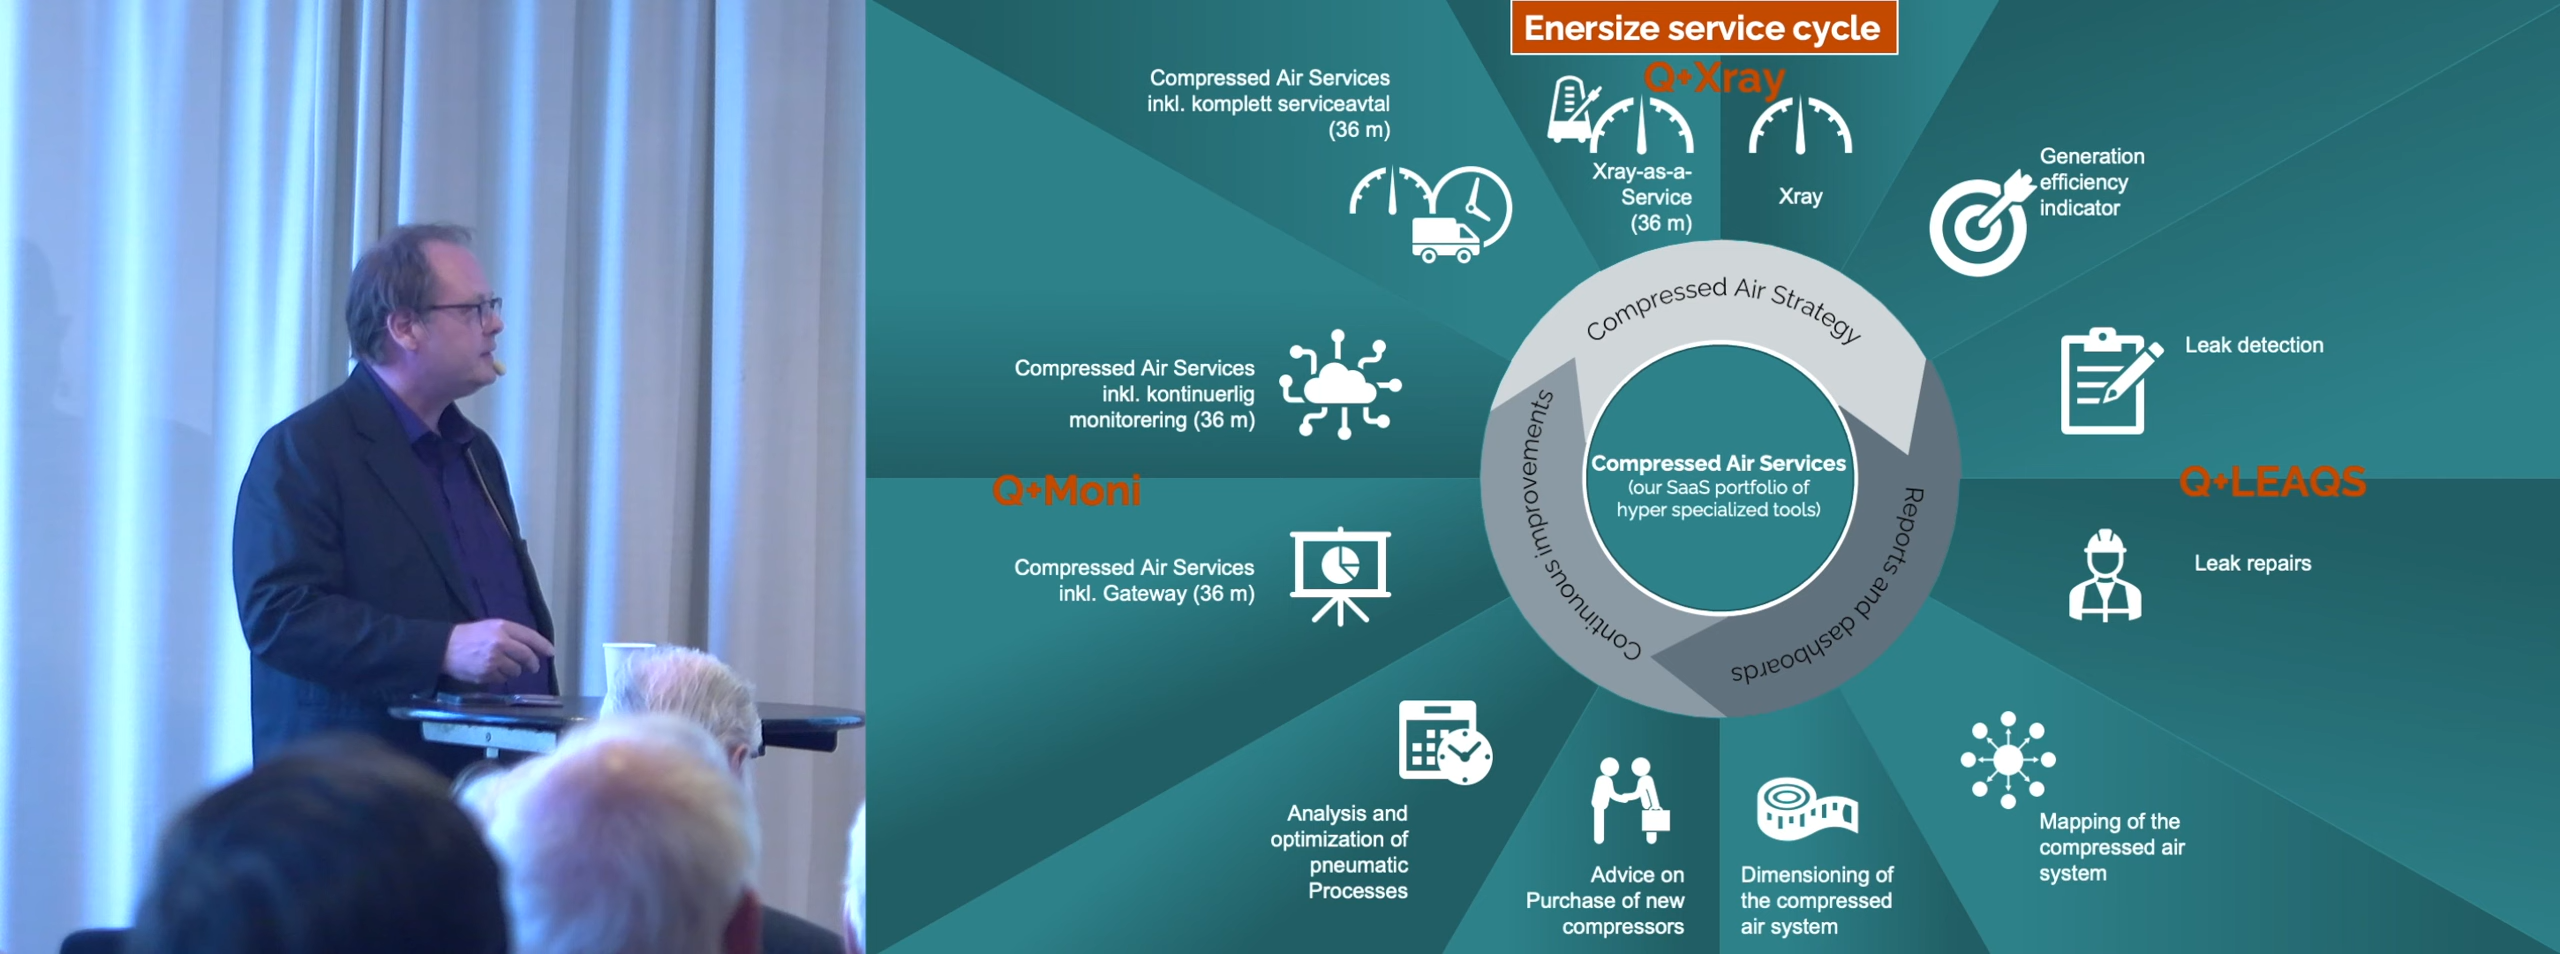 Enersize service cycle
Q+Xray
Compressed Air Services
inkl. komplett serviceavtal
(36 m)
Xray-as-a-
Service
(36 m)
Xray
Generation
efficiency
indicator
Leak detection
Q+LEAQS
Leak repairs
Mapping of the
compressed air
system
Dimensioning of
the compressed
air system
Advice on
Purchase of new
compressors
Analysis and
optimization of
pneumatic
Processes
Compressed Air Services
inkl. Gateway (36 m)
Q+Moni
Compressed Air Services
inkl. kontinuerlig
monitorering (36 m)
Compressed Air Strategy
Reports and dashboards
Continuous improvements
Compressed Air Services
(our SaaS portfolio of
hyper specialized tools)